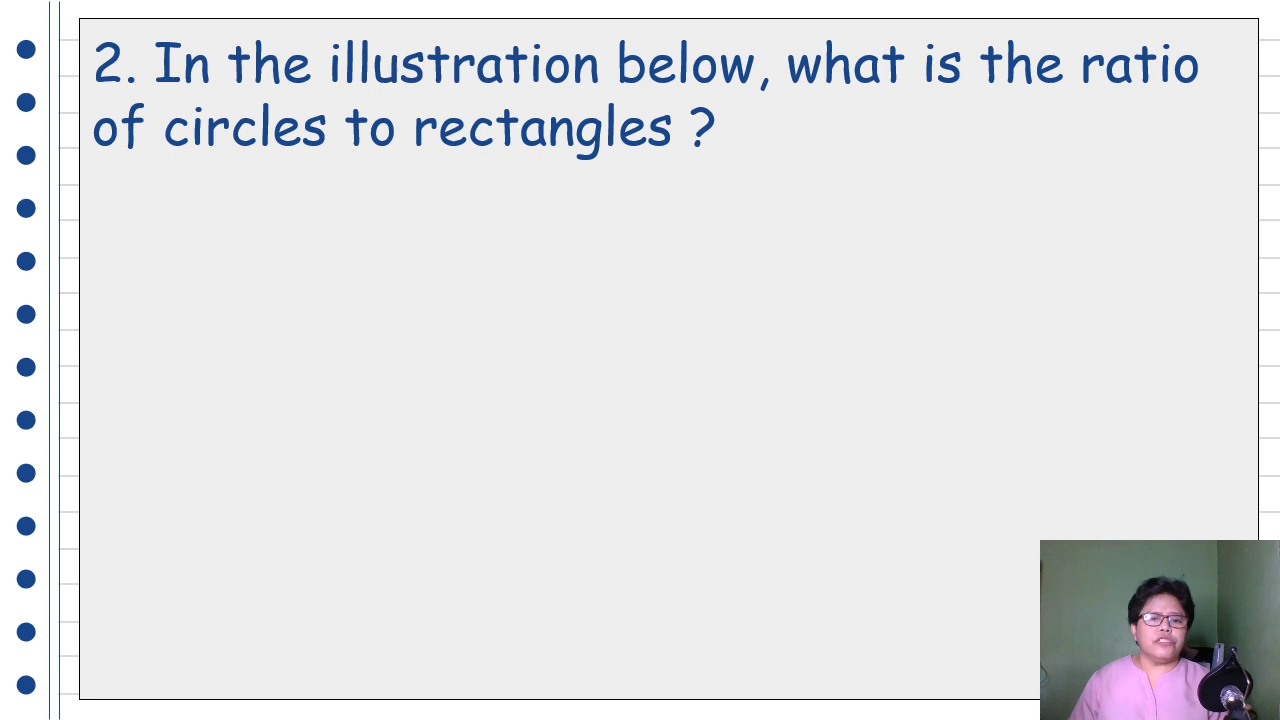 2. In the illustration below, what is the ratio
of circles to rectangles ?